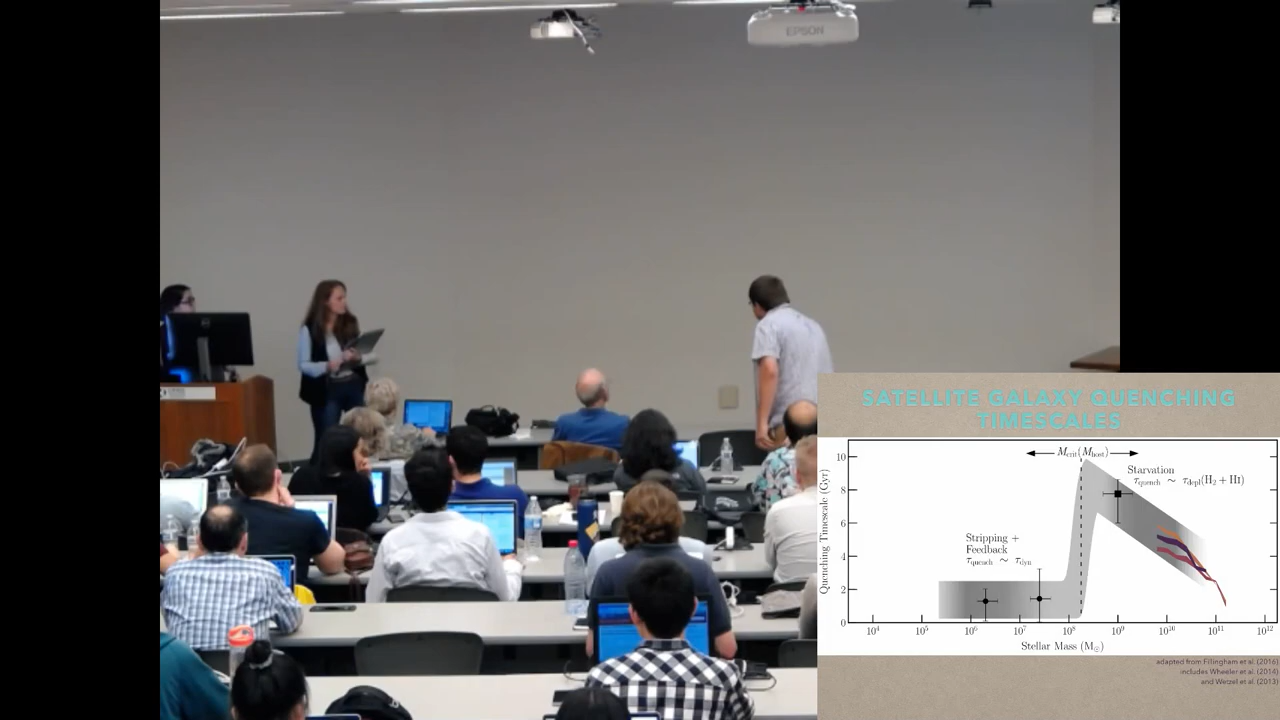 EPSON
SATELLITE GALAXY QUENCHING
TIMESCALES
M_crit(M_host)
Starvation
τ_quench ∼ τ_depl(H₂ + HI)
Stripping +
Feedback
τ_quench ∼ τ_dyn
Quenching Timescale (Gyr)
10
8
6
4
2
0
10⁴ 10⁵ 10⁶ 10⁷ 10⁸ 10⁹ 10¹⁰ 10¹¹ 10¹²
Stellar Mass (M⊙)
adapted from Fillingham et al. (2016)
includes Wheeler et al. (2014)
and Wetzel et al. (2013)